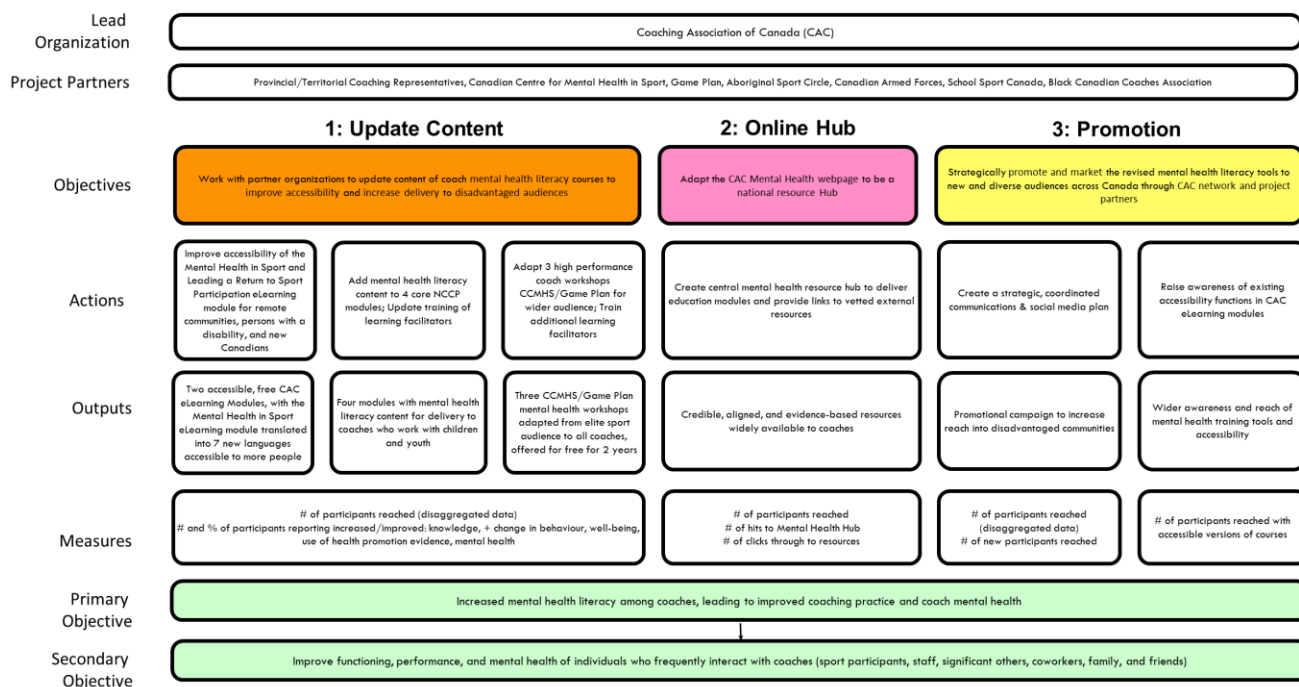 Lead
Organization
Coaching Association of Canada (CAC)
Project Partners
Provincial/Territorial Coaching Representatives, Canadian Centre for Mental Health in Sport, Game Plan, Aboriginal Sport Circle, Canadian Armed Forces, School Sport Canada, Black Canadian Coaches Association
1: Update Content
2: Online Hub
3: Promotion
Objectives
Work with partner organizations to update content of coach mental health literacy courses to
improve accessibility and increase delivery to disadvantaged audiences
Adapt the CAC Mental Health webpage to be a
national resource Hub
Strategically promote and market the revised mental health literacy tools to
new and diverse audiences across Canada through CAC network and project
partners
Actions
Improve accessibility of the
Mental Health in Sport and
Leading a Return to Sport
Participation eLearning
module for remote
communities, persons with a
disability, and new
Canadians
Add mental health literacy
content to 4 core NCCP
modules; Update training of
learning facilitators
Adapt 3 high performance
coach workshops
CCMHS/Game Plan for
wider audience; Train
additional learning
facilitators
Create central mental health resource hub to deliver
education modules and provide links to vetted external
resources
Create a strategic, coordinated
communications & social media plan
Raise awareness of existing
accessibility functions in CAC
eLearning modules
Outputs
Two accessible, free CAC
eLearning Modules, with the
Mental Health in Sport
eLearning module translated
into 7 new languages
accessible to more people
Four modules with mental health
literacy content for delivery to
coaches who work with children
and youth
Three CCMHS/Game Plan
mental health workshops
adapted from elite sport
audience to all coaches,
offered for free for 2 years
Credible, aligned, and evidence-based resources
widely available to coaches
Promotional campaign to increase
reach into disadvantaged communities
Wider awareness and reach of
mental health training tools and
accessibility
Measures
# of participants reached (disaggregated data)
# and % of participants reporting increased/improved: knowledge, + change in behaviour, well-being,
use of health promotion evidence, mental health
# of participants reached
# of hits to Mental Health Hub
# of clicks through to resources
# of participants reached
(disaggregated data)
# of new participants reached
# of participants reached with
accessible versions of courses
Primary
Objective
Increased mental health literacy among coaches, leading to improved coaching practice and coach mental health
Secondary
Objective
Improve functioning, performance, and mental health of individuals who frequently interact with coaches (sport participants, staff, significant others, coworkers, family, and friends)